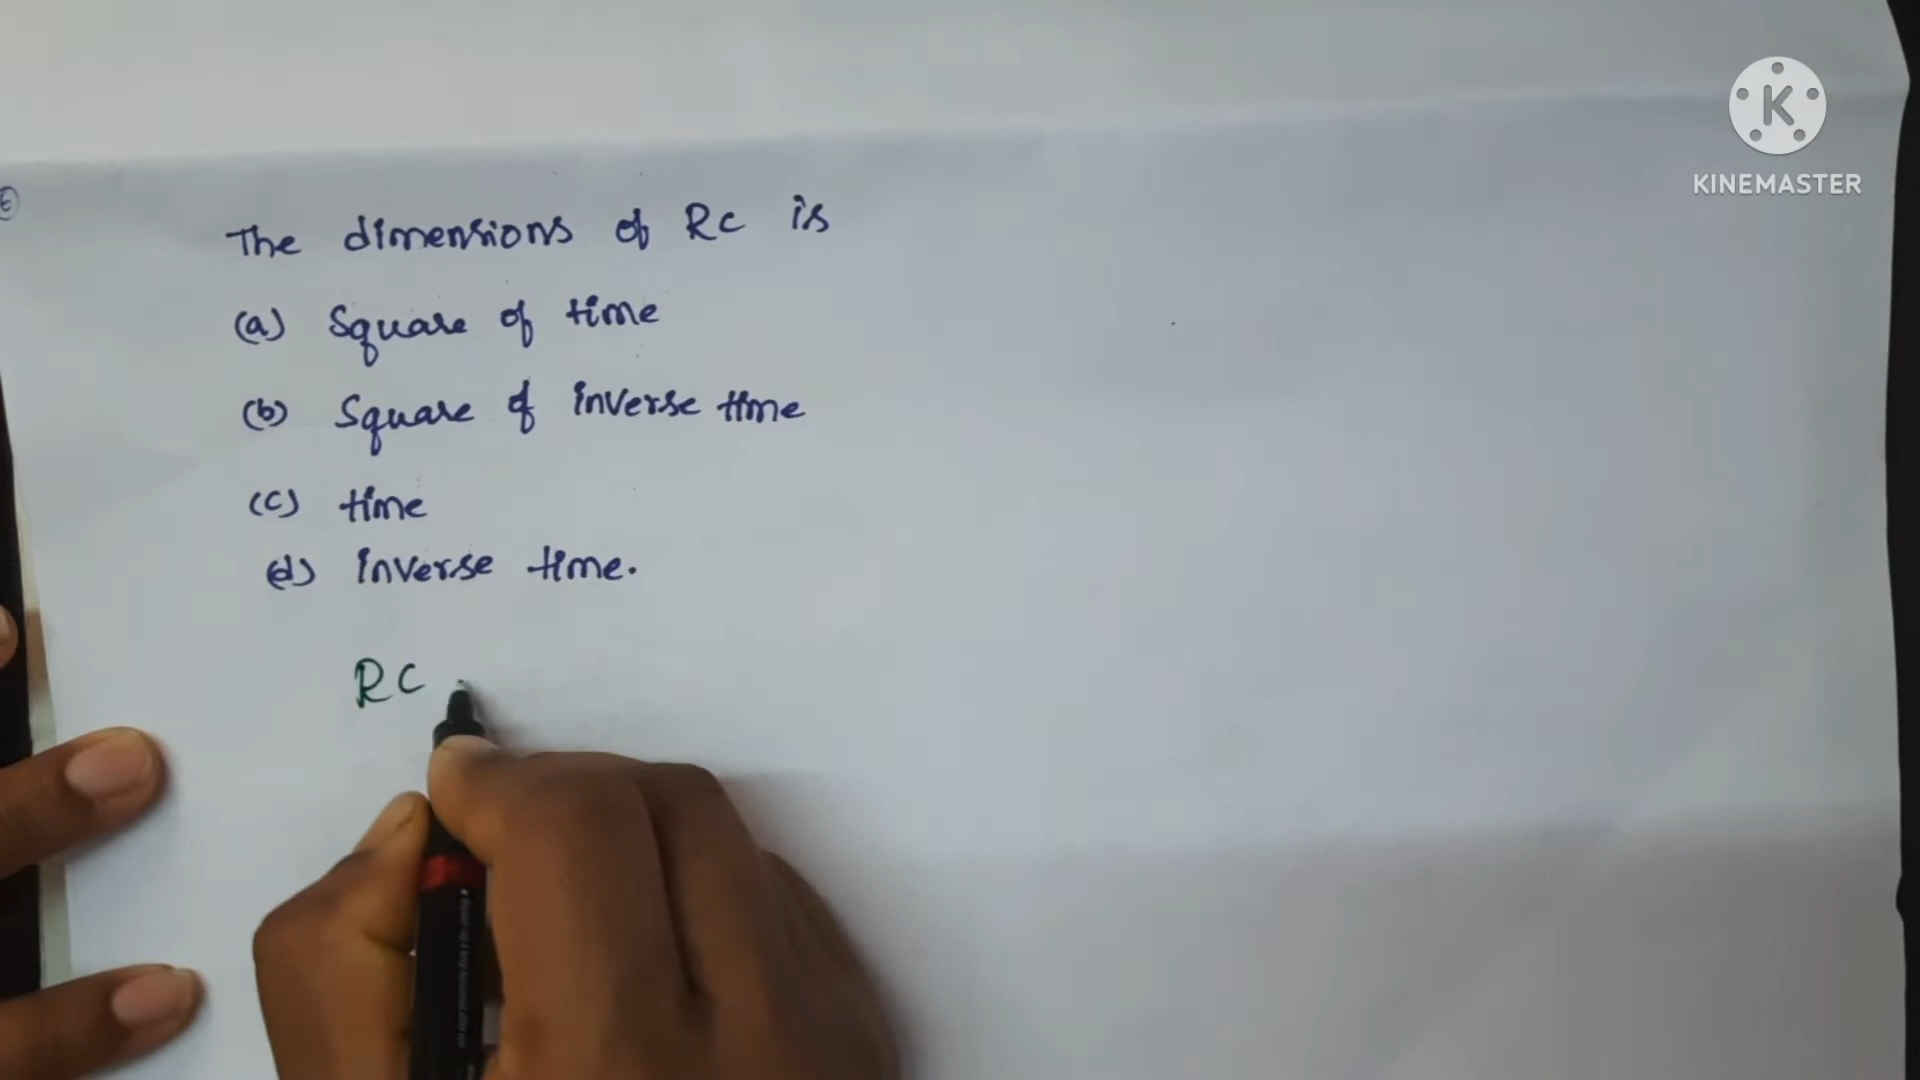 KINEMASTER
The dimensions of RC is
(a) Square of time
(b) Square of inverse time
(c) time
(d) inverse time.
RC